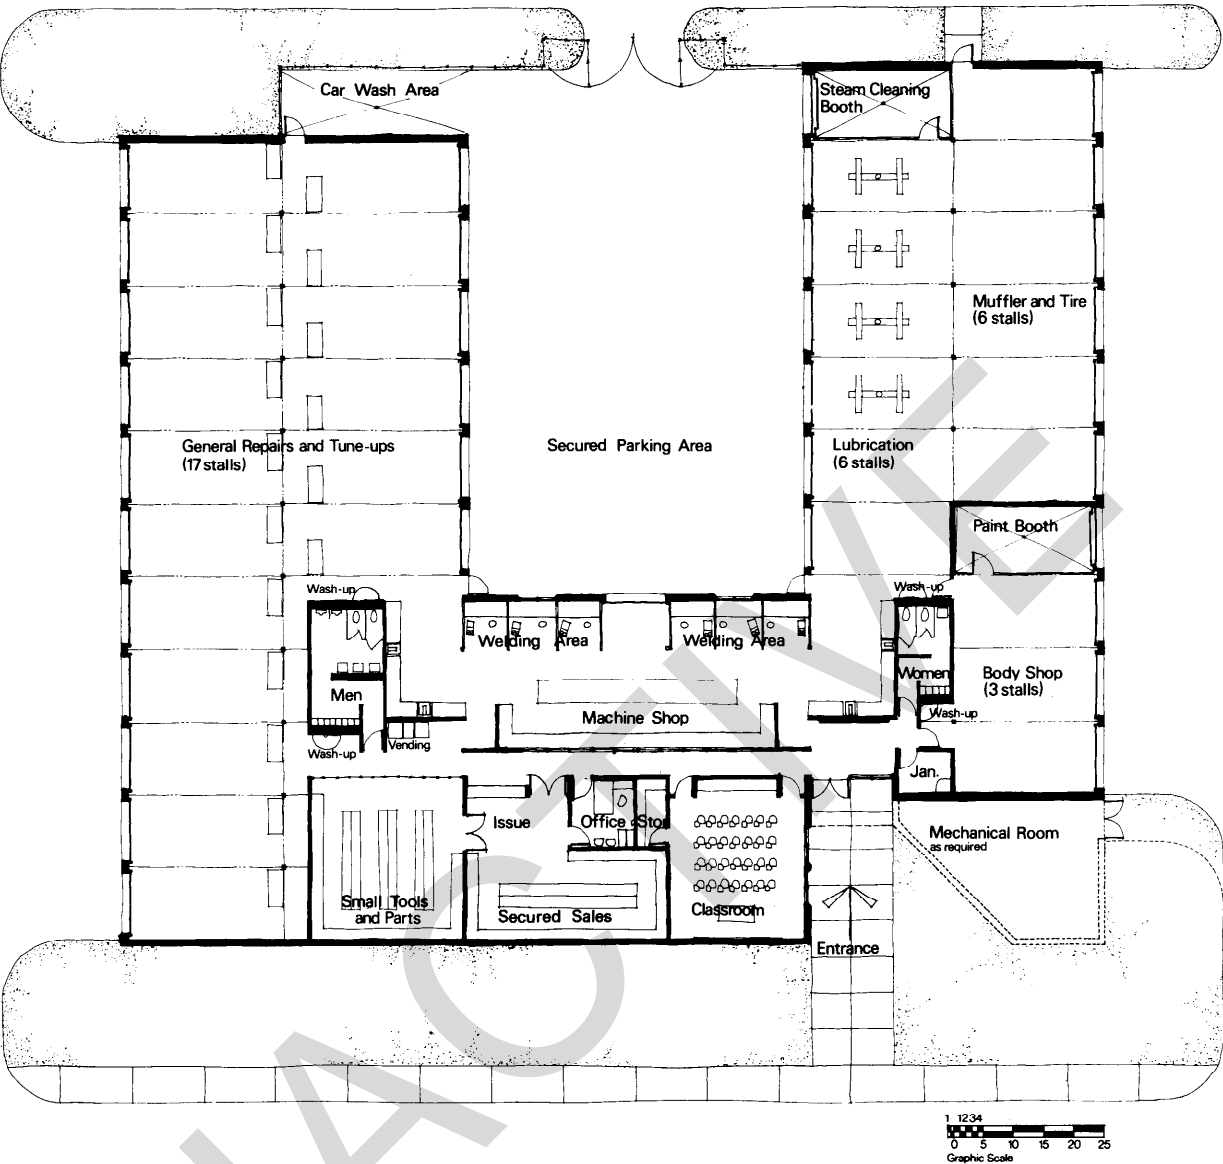 Car Wash Area
Steam Cleaning
Booth
Muffler and Tire
(6 stalls)
General Repairs and Tune-ups
(17 stalls)
Secured Parking Area
Lubrication
(6 stalls)
Paint Booth
Wash-up
Wash-up
Welding Area
Welding Area
Women
Body Shop
(3 stalls)
Men
Machine Shop
Wash-up
Vending
Wash-up
Jan.
Issue
Office
Stor
Mechanical Room
as required
Small Tools
and Parts
Secured Sales
Classroom
Entrance
1 1234
0 5 10 15 20 25
Graphic Scale